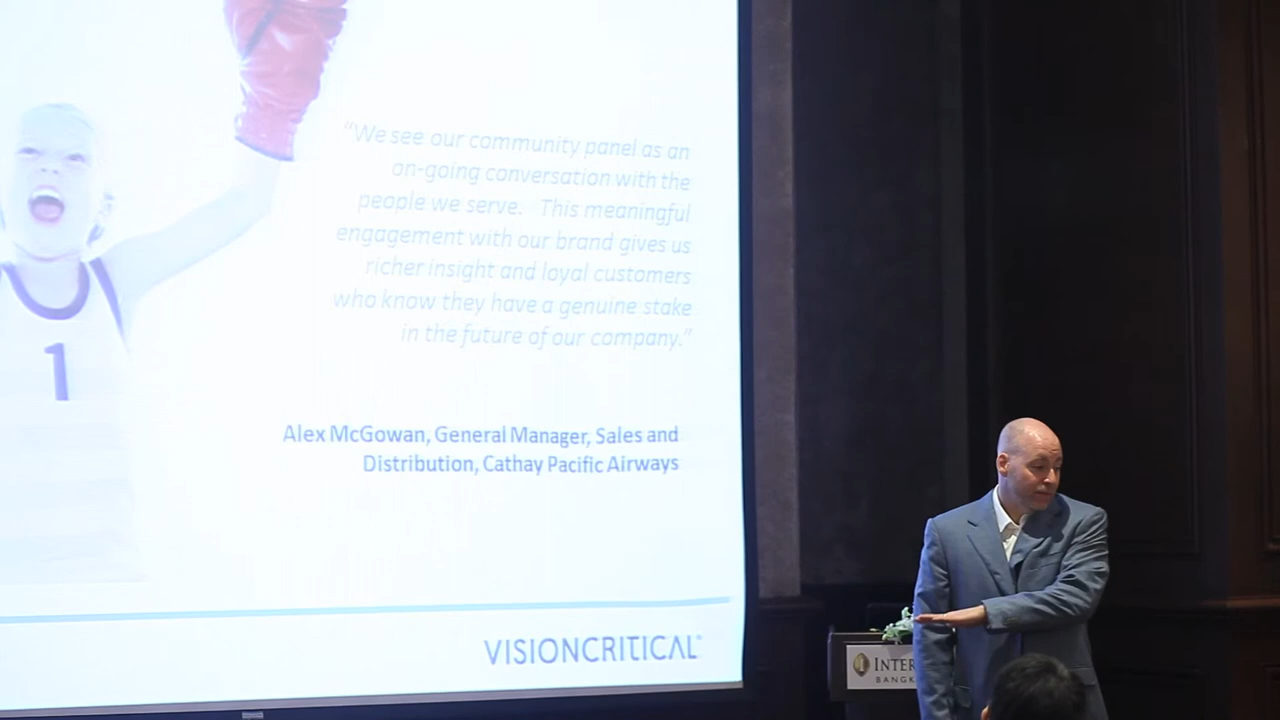 1
“We see our community panel as an
on-going conversation with the
people we serve. This meaningful
engagement with our brand gives us
richer insight and loyal customers
who know they have a genuine stake
in the future of our company.”
Alex McGowan, General Manager, Sales and
Distribution, Cathay Pacific Airways
VISIONCRITICAL
INTER
BANGK